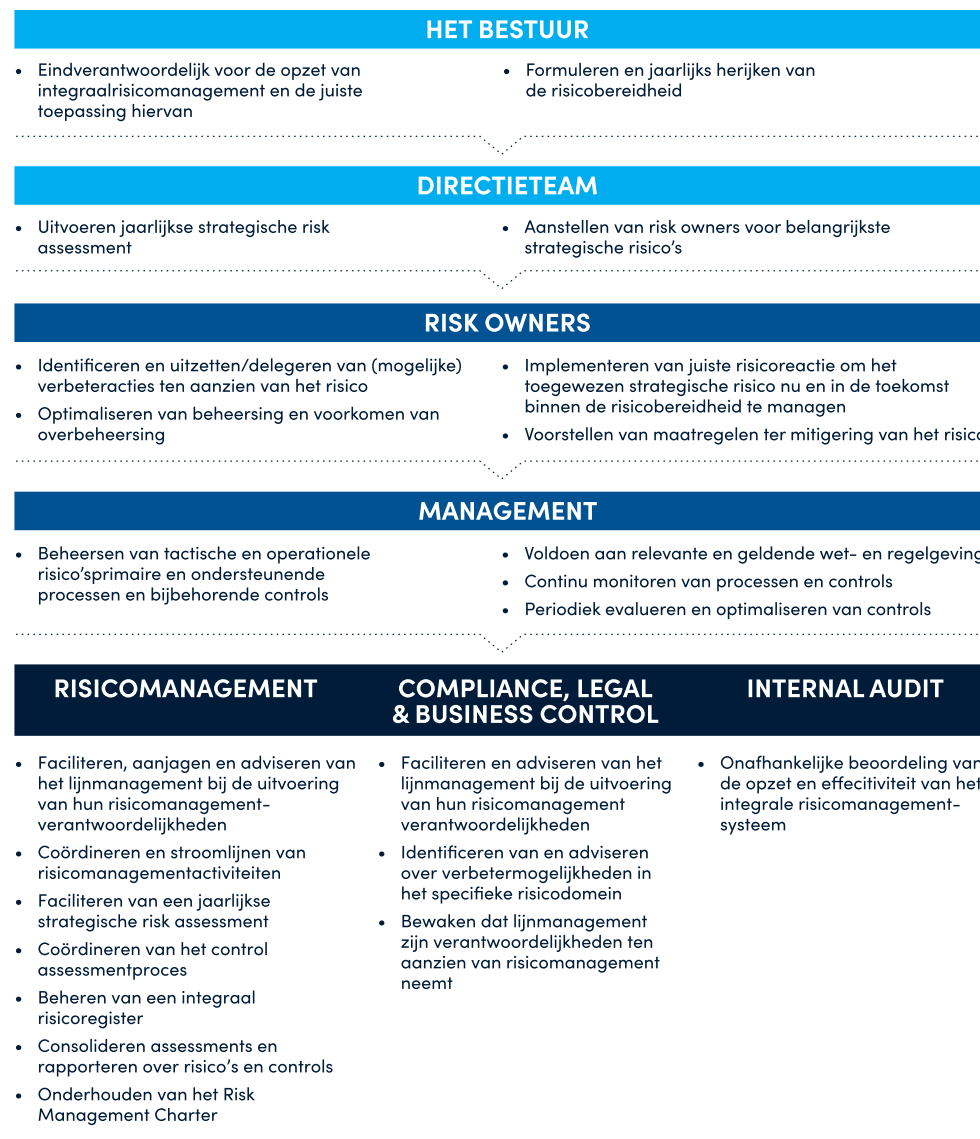 HET BESTUUR
• Eindverantwoordelijk voor de opzet van
integraalrisicomanagement en de juiste
toepassing hiervan
• Formuleren en jaarlijks herijken van
de risicobereidheid
DIRECTIETEAM
• Uitvoeren jaarlijkse strategische risk
assessment
• Aanstellen van risk owners voor belangrijkste
strategische risico's
RISK OWNERS
• Identificeren en uitzetten/delegeren van (mogelijke)
verbeteracties ten aanzien van het risico
• Optimaliseren van beheersing en voorkomen van
overbeheersing
• Implementeren van juiste risicoreactie om het
toegewezen strategische risico nu en in de toekomst
binnen de risicobereidheid te managen
• Voorstellen van maatregelen ter mitigering van het
MANAGEMENT
• Beheersen van tactische en operationele
risico'sprimaire en ondersteunende
processen en bijbehorende controls
• Voldoen aan relevante en geldende wet- en regelgeving
• Continu monitoren van processen en controls
• Periodiek evalueren en optimaliseren van controls
RISICOMANAGEMENT
• Faciliteren, aanjagen en adviseren van
het lijnmanagement bij de uitvoering
van hun risicomanagement-
verantwoordelijkheden
• Coördineren en stroomlijnen van
risicomanagementactiviteiten
• Faciliteren van een jaarlijkse
strategische risk assessment
• Coördineren van het control
assessmentproces
• Beheren van een integraal
risicoregister
• Consolideren assessments en
rapporteren over risico's en controls
• Onderhouden van het Risk
Management Charter
COMPLIANCE, LEGAL
& BUSINESS CONTROL
• Faciliteren en adviseren van het
lijnmanagement bij de uitvoering
van hun risicomanagement
verantwoordelijkheden
• Identificeren van en adviseren
over verbetermogelijkheden in
het specifieke risicodomein
• Bewaken dat lijnmanagement
zijn verantwoordelijkheden ten
aanzien van risicomanagement
neemt
INTERNAL AUDIT
• Onafhankelijke beoordeling van
de opzet en effecitiviteit van het
integrale risicomanagement-
systeem